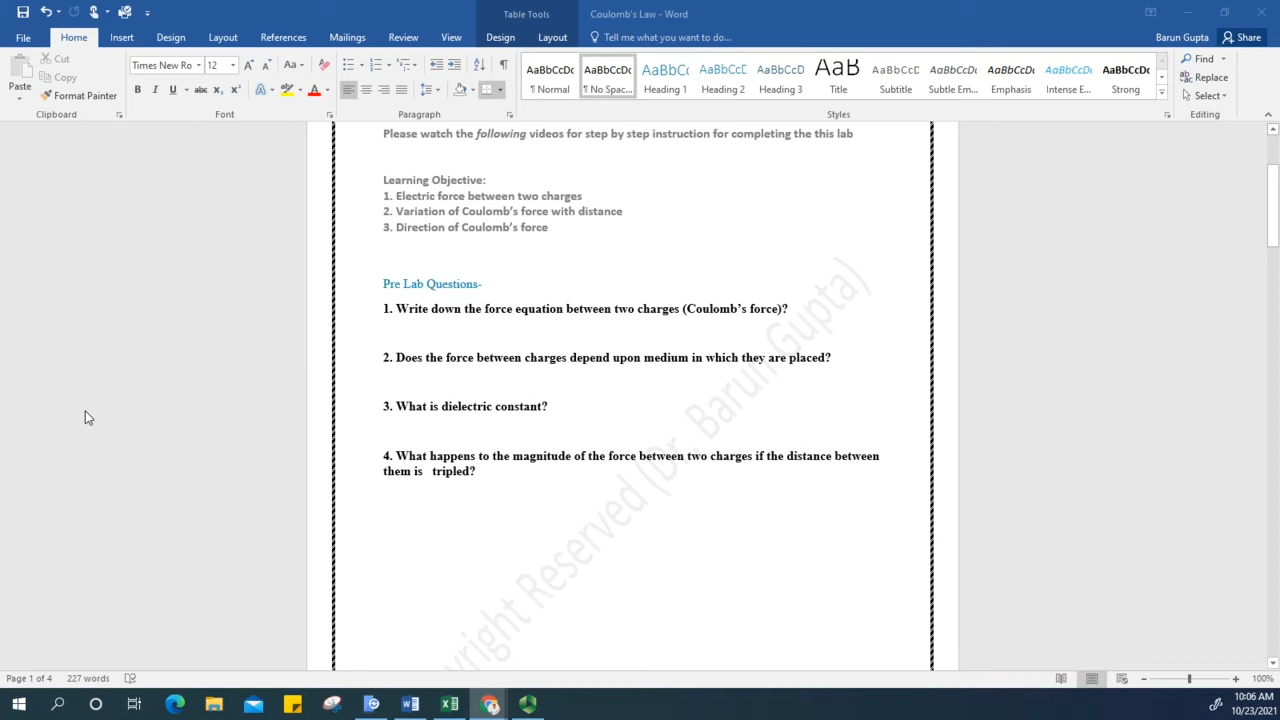 Table Tools
Coulomb's Law - Word
Barun Gupta
Share
File
Home
Insert
Design
Layout
References
Mailings
Review
View
Design
Layout
Tell me what you want to do...
Paste
Cut
Copy
Format Painter
Clipboard
Times New Ro
12
Aa
Font
Paragraph
AaBbCcDc
¶ Normal
AaBbCcDc
¶ No Spac...
AaBbCc
Heading 1
AaBbCcD
Heading 2
AaBbCcDc
Heading 3
AaB
Title
AaBbCcDc
Subtitle
AaBbCcDc
Subtle Em...
AaBbCcDc
Emphasis
AaBbCcDc
Intense E...
AaBbCcDc
Strong
Styles
Find
Replace
Select
Editing
Please watch the following videos for step by step instruction for completing the this lab
Learning Objective:
1. Electric force between two charges
2. Variation of Coulomb’s force with distance
3. Direction of Coulomb’s force
Pre Lab Questions-
1. Write down the force equation between two charges (Coulomb’s force)?
2. Does the force between charges depend upon medium in which they are placed?
3. What is dielectric constant?
4. What happens to the magnitude of the force between two charges if the distance between
them is tripled?
yright Reserved (Dr. Barun Gupta)
Page 1 of 4
227 words
100%
10:06 AM
10/23/2021